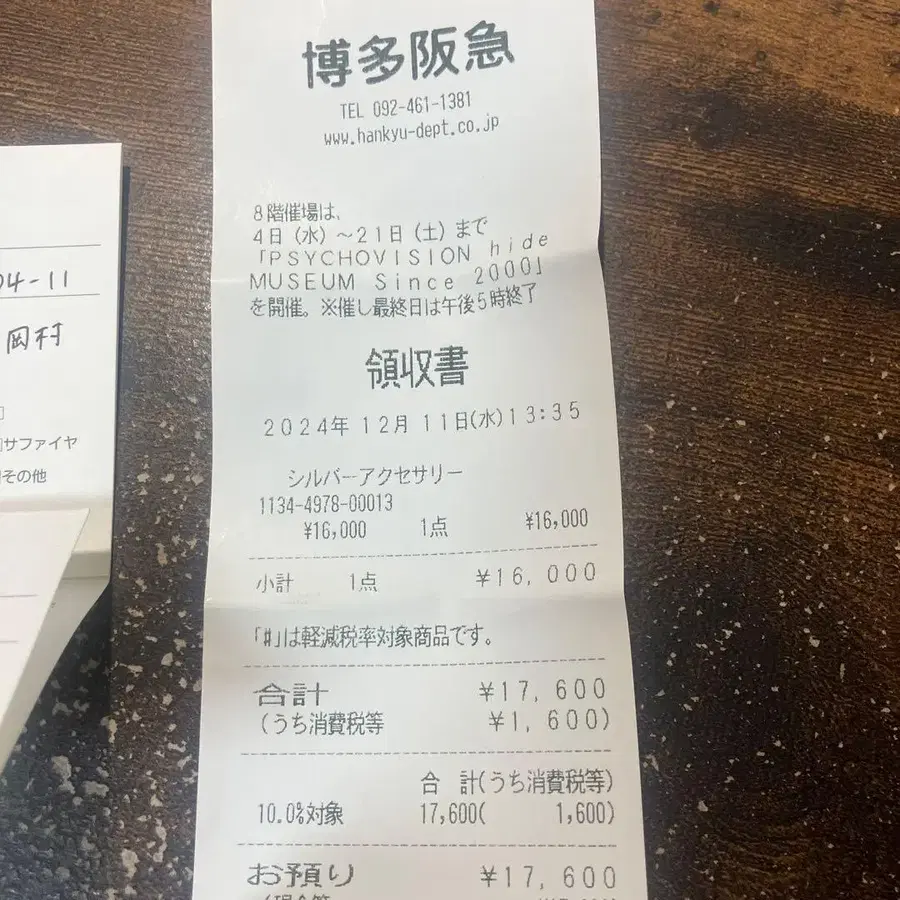 博多阪急
TEL 092-461-1381
www.hankyu-dept.co.jp
8階催場は、
4日（水）～21日（土）まで
「PSYCHOVISION hide
MUSEUM Since 2000」
を開催。※催し最終日は午後5時終了
領収書
2024年12月11日(水)13:35
シルバーアクセサリー
1134-4978-00013
¥16,000 1点 ¥16,000
小計 1点 ¥16,000
「#」は軽減税率対象商品です。
合計 ¥17,600
(うち消費税等 ¥1,600)
合 計(うち消費税等)
10.0%対象 17,600( 1,600)
お預り ¥17,600
04-11
岡村
サファイヤ
その他